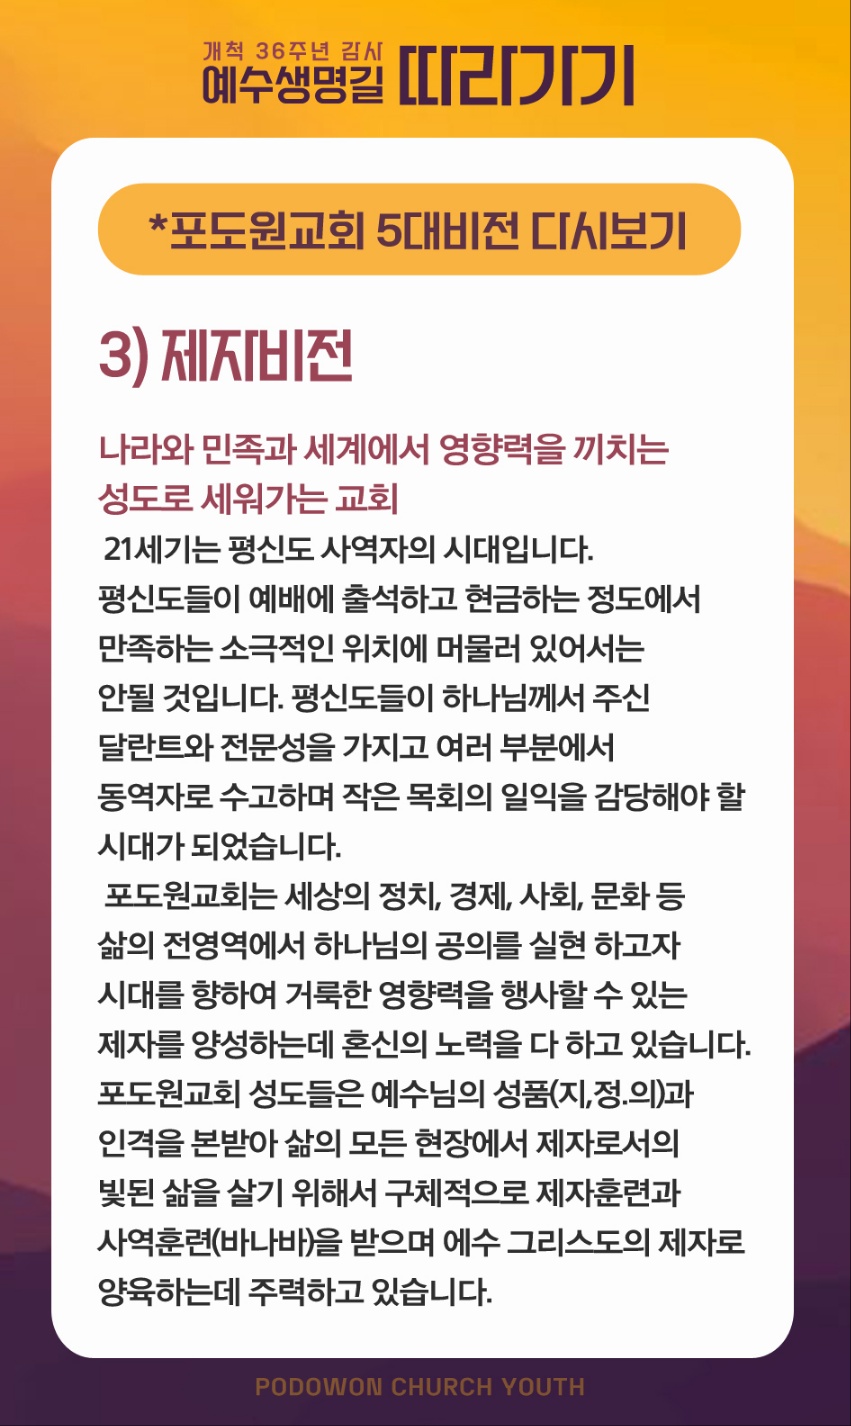 개척 36주년 감사
예수생명길 따라가기
*포도원교회 5대비전 다시보기
3) 제자비전
나라와 민족과 세계에서 영향력을 끼치는
성도로 세워가는 교회
21세기는 평신도 사역자의 시대입니다.
평신도들이 예배에 출석하고 현금하는 정도에서
만족하는 소극적인 위치에 머물러 있어서는
안될 것입니다. 평신도들이 하나님께서 주신
달란트와 전문성을 가지고 여러 부분에서
동역자로 수고하며 작은 목회의 일익을 감당해야 할
시대가 되었습니다.
포도원교회는 세상의 정치, 경제, 사회, 문화 등
삶의 전영역에서 하나님의 공의를 실현 하고자
시대를 향하여 거룩한 영향력을 행사할 수 있는
제자를 양성하는데 혼신의 노력을 다 하고 있습니다.
포도원교회 성도들은 예수님의 성품(지,정.의)과
인격을 본받아 삶의 모든 현장에서 제자로서의
빛된 삶을 살기 위해서 구체적으로 제자훈련과
사역훈련(바나바)을 받으며 에수 그리스도의 제자로
양육하는데 주력하고 있습니다.
PODOWON CHURCH YOUTH